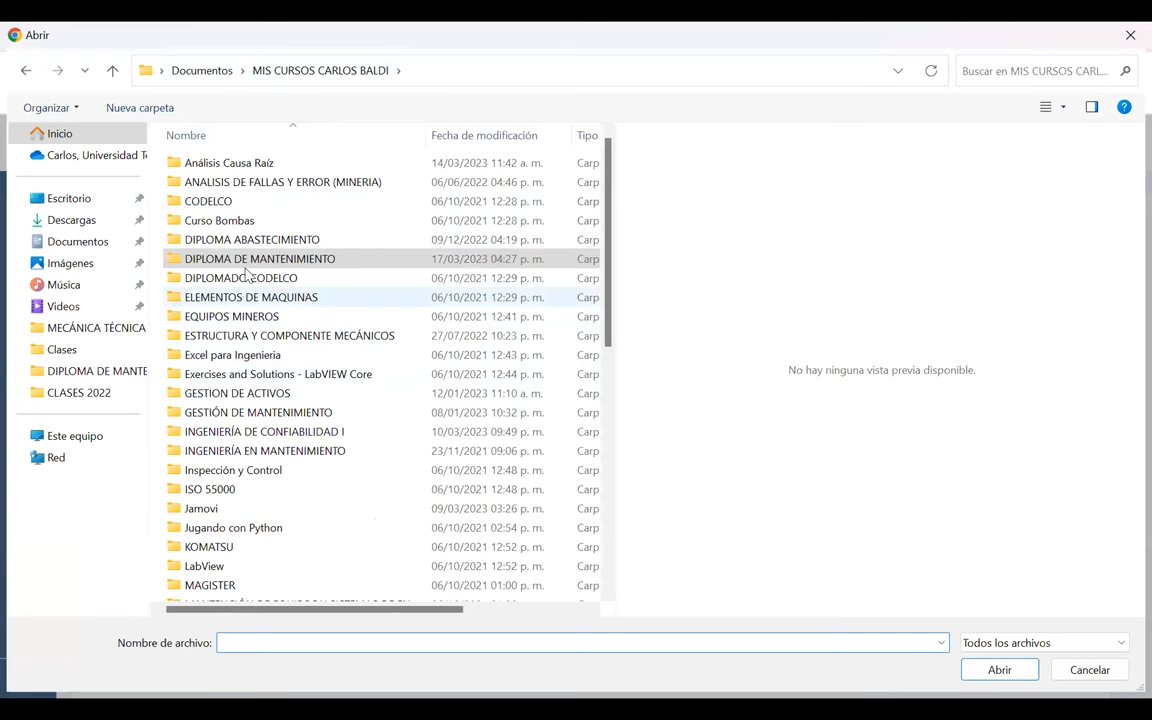 Abrir
Documentos > MIS CURSOS CARLOS BALDI >
Buscar en MIS CURSOS CARL...
Organizar
Nueva carpeta
Inicio
Carlos, Universidad Te
Escritorio
Descargas
Documentos
Imágenes
Música
Videos
MECÁNICA TÉCNICA
Clases
DIPLOMA DE MANTE
CLASES 2022
Este equipo
Red
Nombre Fecha de modificación Tipo
Análisis Causa Raíz 14/03/2023 11:42 a. m. Carp
ANALISIS DE FALLAS Y ERROR (MINERIA) 06/06/2022 04:46 p. m. Carp
CODELCO 06/10/2021 12:28 p. m. Carp
Curso Bombas 06/10/2021 12:28 p. m. Carp
DIPLOMA ABASTECIMIENTO 09/12/2022 04:19 p. m. Carp
DIPLOMA DE MANTENIMIENTO 17/03/2023 04:27 p. m. Carp
DIPLOMADO CODELCO 06/10/2021 12:29 p. m. Carp
ELEMENTOS DE MAQUINAS 06/10/2021 12:29 p. m. Carp
EQUIPOS MINEROS 06/10/2021 12:41 p. m. Carp
ESTRUCTURA Y COMPONENTE MECÁNICOS 27/07/2022 10:23 p. m. Carp
Excel para Ingenieria 06/10/2021 12:43 p. m. Carp
Exercises and Solutions - LabVIEW Core 06/10/2021 12:44 p. m. Carp
GESTION DE ACTIVOS 12/01/2023 11:10 a. m. Carp
GESTIÓN DE MANTENIMIENTO 08/01/2023 10:32 p. m. Carp
INGENIERÍA DE CONFIABILIDAD I 10/03/2023 09:49 p. m. Carp
INGENIERÍA EN MANTENIMIENTO 23/11/2021 09:06 p. m. Carp
Inspección y Control 06/10/2021 12:48 p. m. Carp
ISO 55000 06/10/2021 12:48 p. m. Carp
Jamovi 09/03/2023 03:26 p. m. Carp
Jugando con Python 06/10/2021 02:54 p. m. Carp
KOMATSU 06/10/2021 12:52 p. m. Carp
LabView 06/10/2021 12:52 p. m. Carp
MAGISTER 06/10/2021 01:00 p. m. Carp
No hay ninguna vista previa disponible.
Nombre de archivo:
Todos los archivos
Abrir
Cancelar